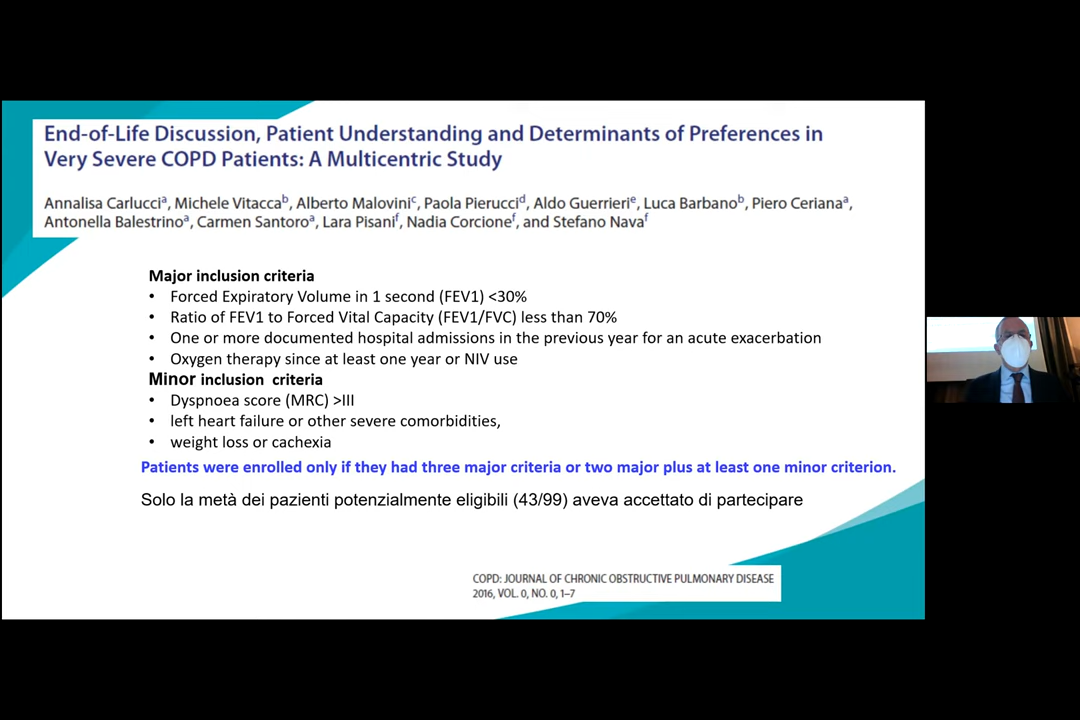 End-of-Life Discussion, Patient Understanding and Determinants of Preferences in
Very Severe COPD Patients: A Multicentric Study
Annalisa Carlucciᵃ, Michele Vitaccaᵇ, Alberto Maloviniᶜ, Paola Pierucciᵈ, Aldo Guerrieriᵉ, Luca Barbanoᵇ, Piero Cerianaᵃ,
Antonella Balestrinoᵃ, Carmen Santoroᵃ, Lara Pisaniᶠ, Nadia Corcioneᶠ, and Stefano Navaᶠ
Major inclusion criteria
• Forced Expiratory Volume in 1 second (FEV1) <30%
• Ratio of FEV1 to Forced Vital Capacity (FEV1/FVC) less than 70%
• One or more documented hospital admissions in the previous year for an acute exacerbation
• Oxygen therapy since at least one year or NIV use
Minor inclusion criteria
• Dyspnoea score (MRC) >III
• left heart failure or other severe comorbidities,
• weight loss or cachexia
Patients were enrolled only if they had three major criteria or two major plus at least one minor criterion.
Solo la metà dei pazienti potenzialmente eligibili (43/99) aveva accettato di partecipare
COPD: JOURNAL OF CHRONIC OBSTRUCTIVE PULMONARY DISEASE
2016, VOL. 0, NO. 0, 1–7